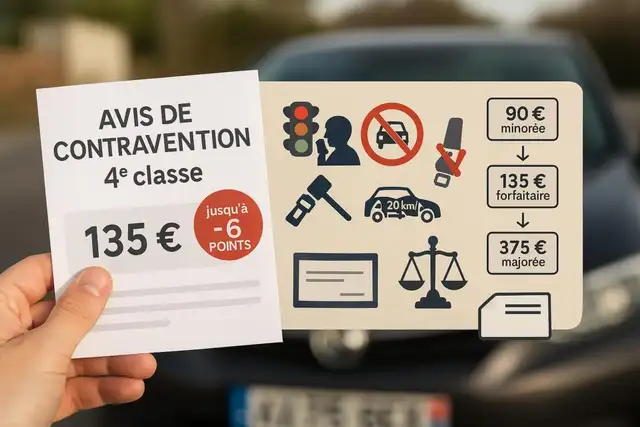 AVIS DE
CONTRAVENTION
4e classe
135 €
jusqu'à
-6
POINTS
20 km/
90 €
minorée
135 €
forfaitaire
375 €
majorée